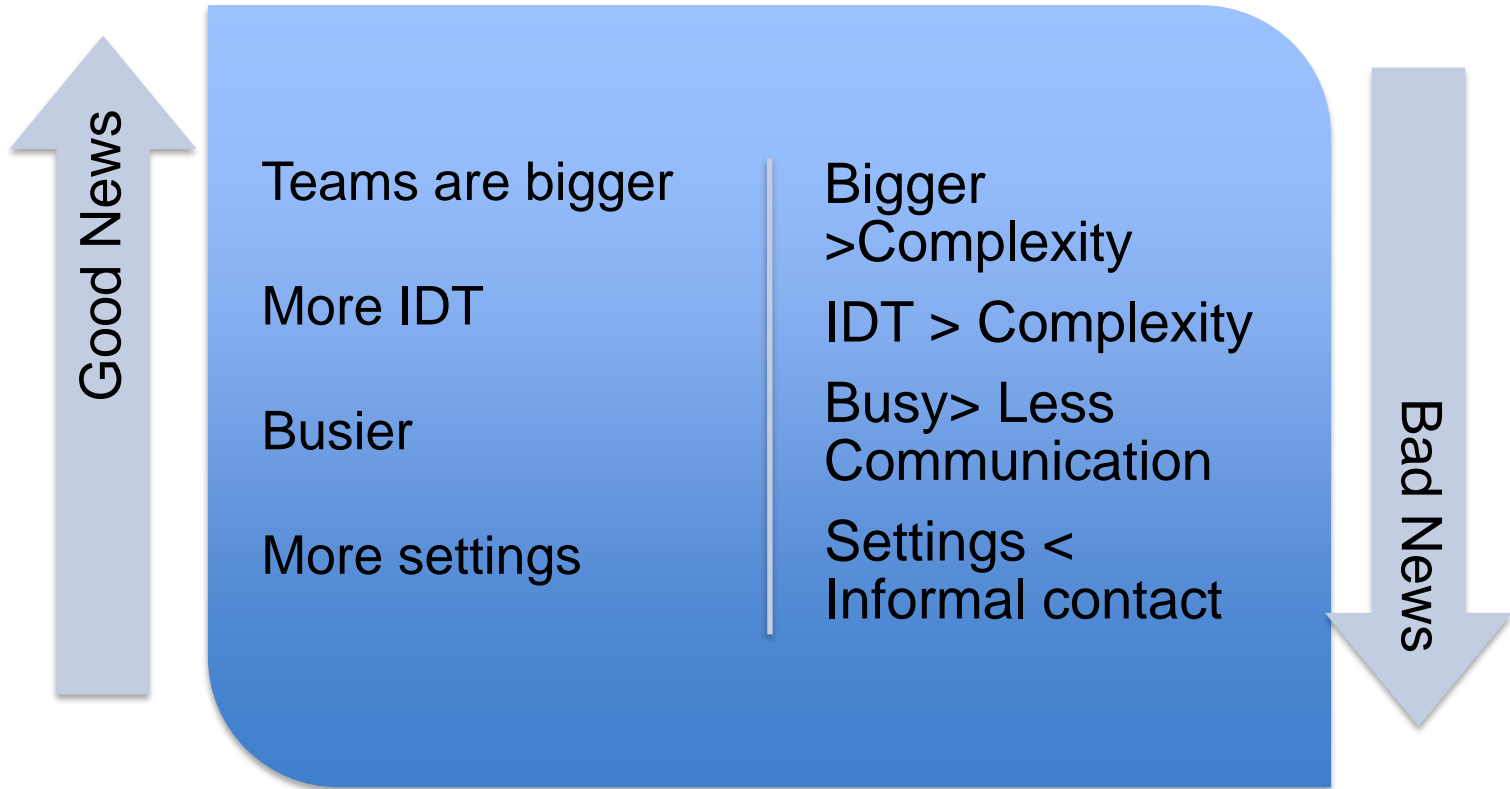 Good News
Teams are bigger
More IDT
Busier
More settings
Bigger
>Complexity
IDT > Complexity
Busy> Less
Communication
Settings <
Informal contact
Bad News